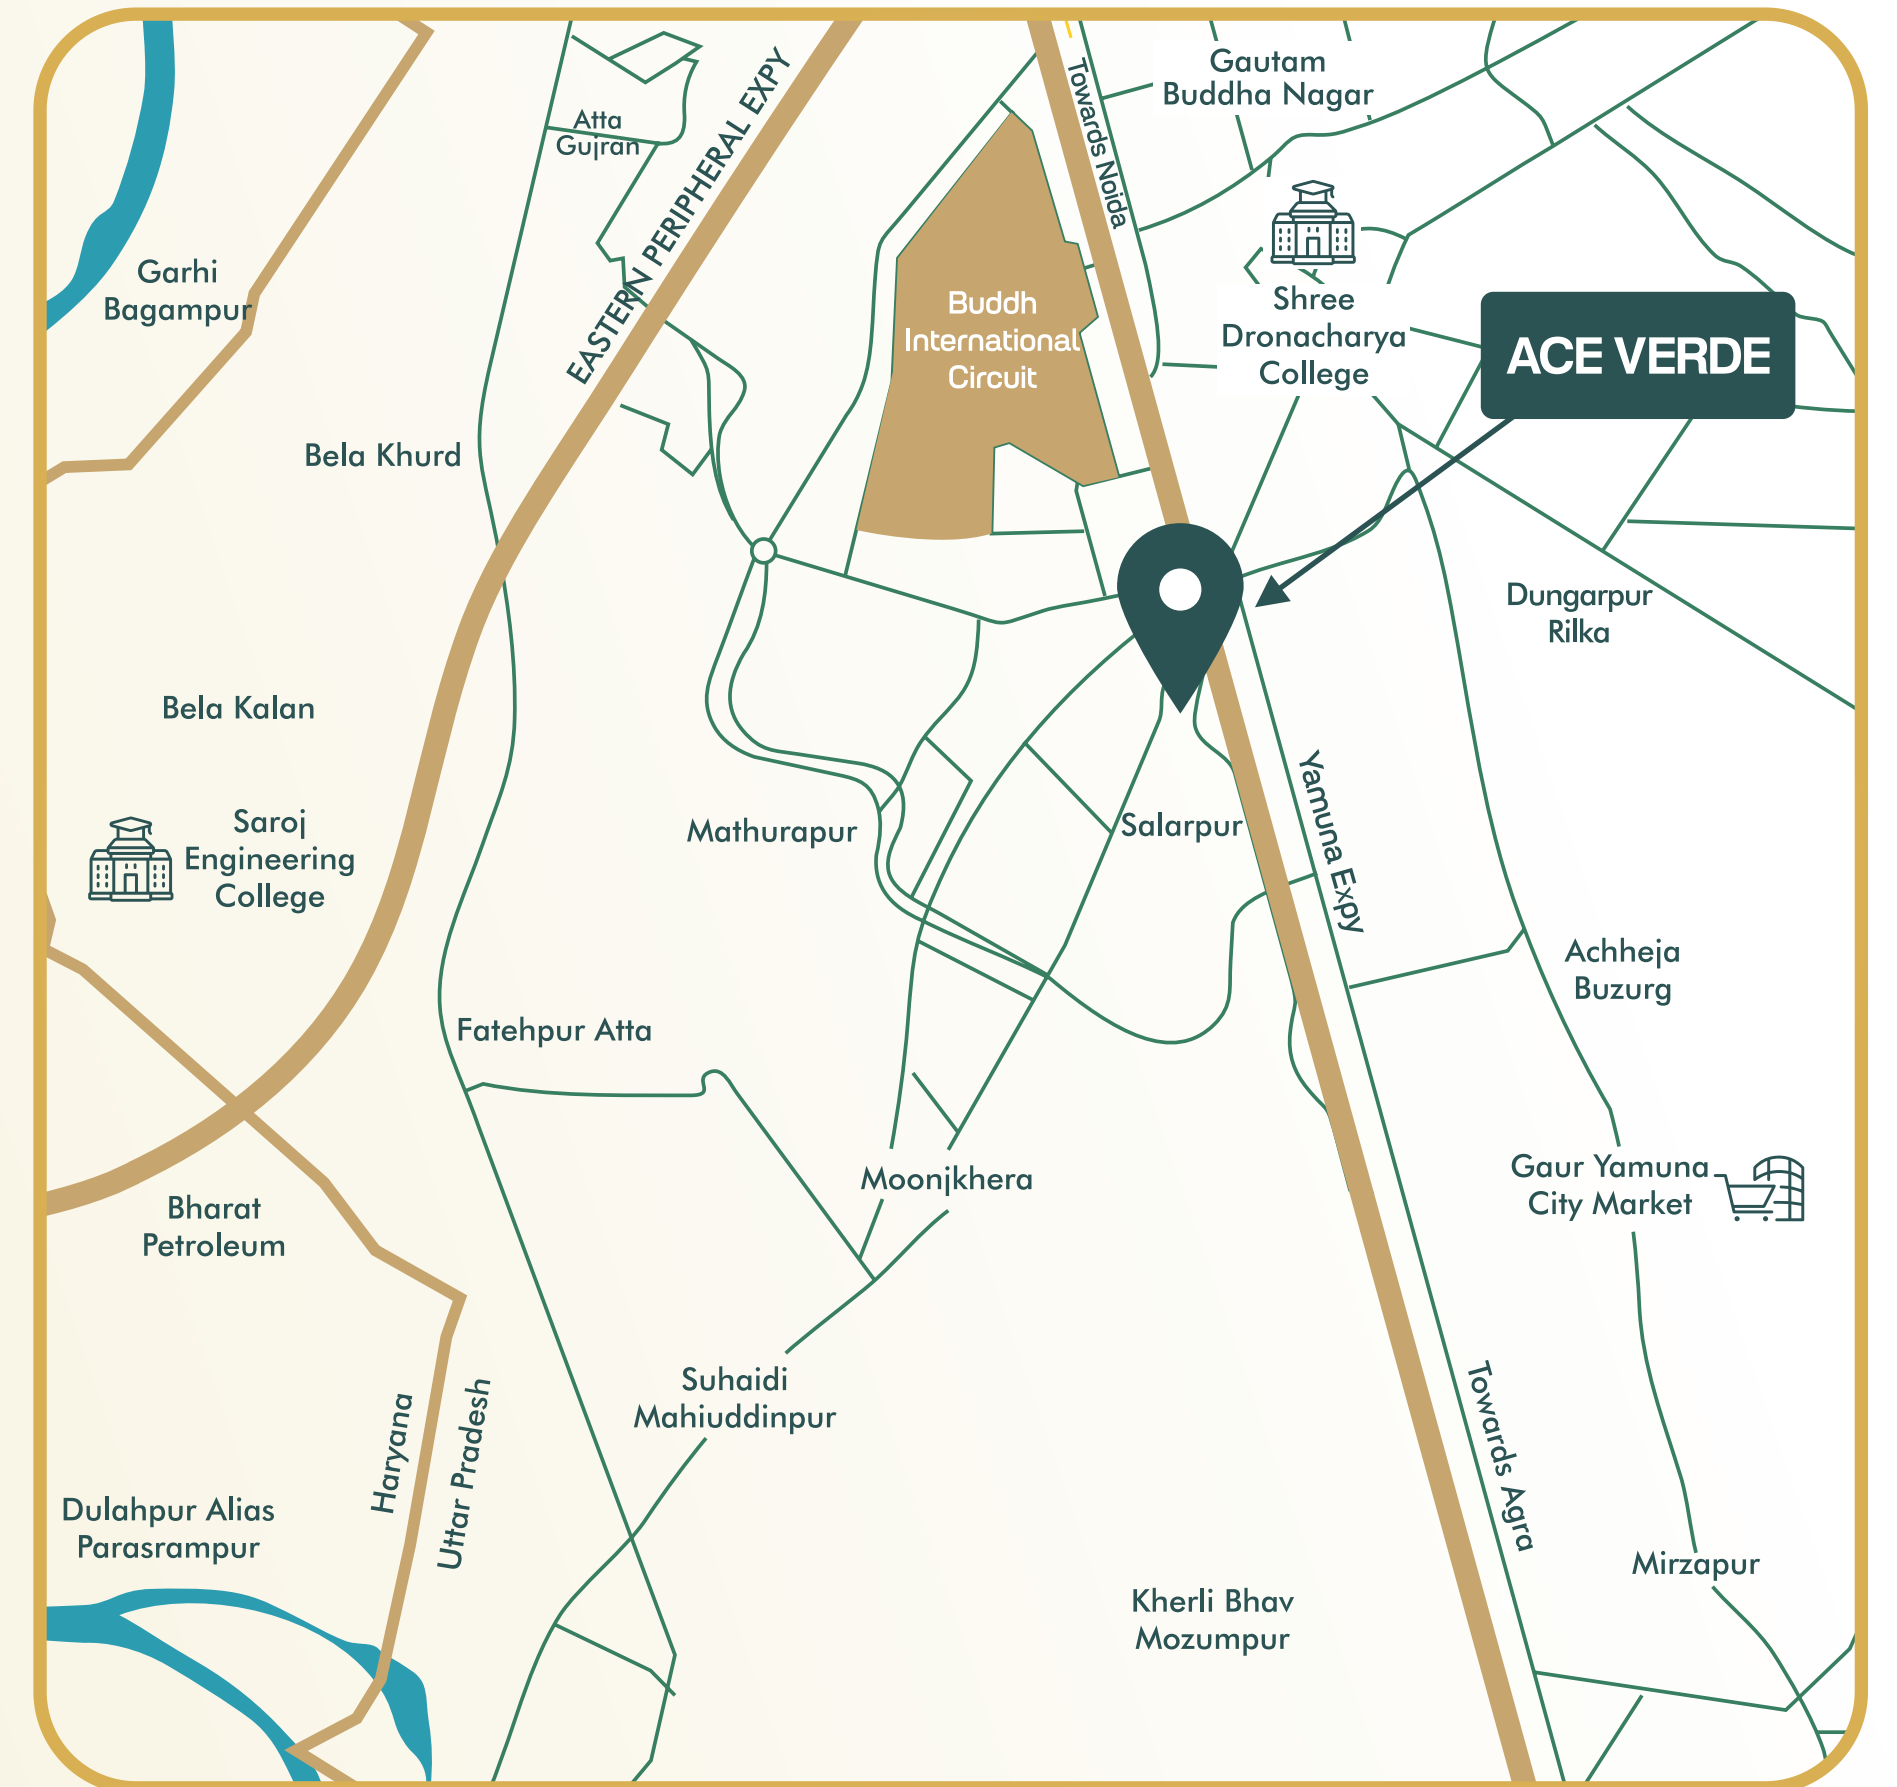 Gautam
Buddha Nagar
Towards Noida
Atta
Gujran
EASTERN PERIPHERAL EXPY
Garhi
Bagampur
Buddh
International
Circuit
Shree
Dronacharya
College
ACE VERDE
Bela Khurd
Dungarpur
Rilka
Bela Kalan
Saroj
Engineering
College
Mathurapur
Salarpur
Yamuna Expy
Achheja
Buzurg
Fatehpur Atta
Moonjkhera
Gaur Yamuna
City Market
Bharat
Petroleum
Suhaidi
Mahiuddinpur
Haryana
Uttar Pradesh
Towards Agra
Dulahpur Alias
Parasrampur
Mirzapur
Kherli Bhav
Mozumpur